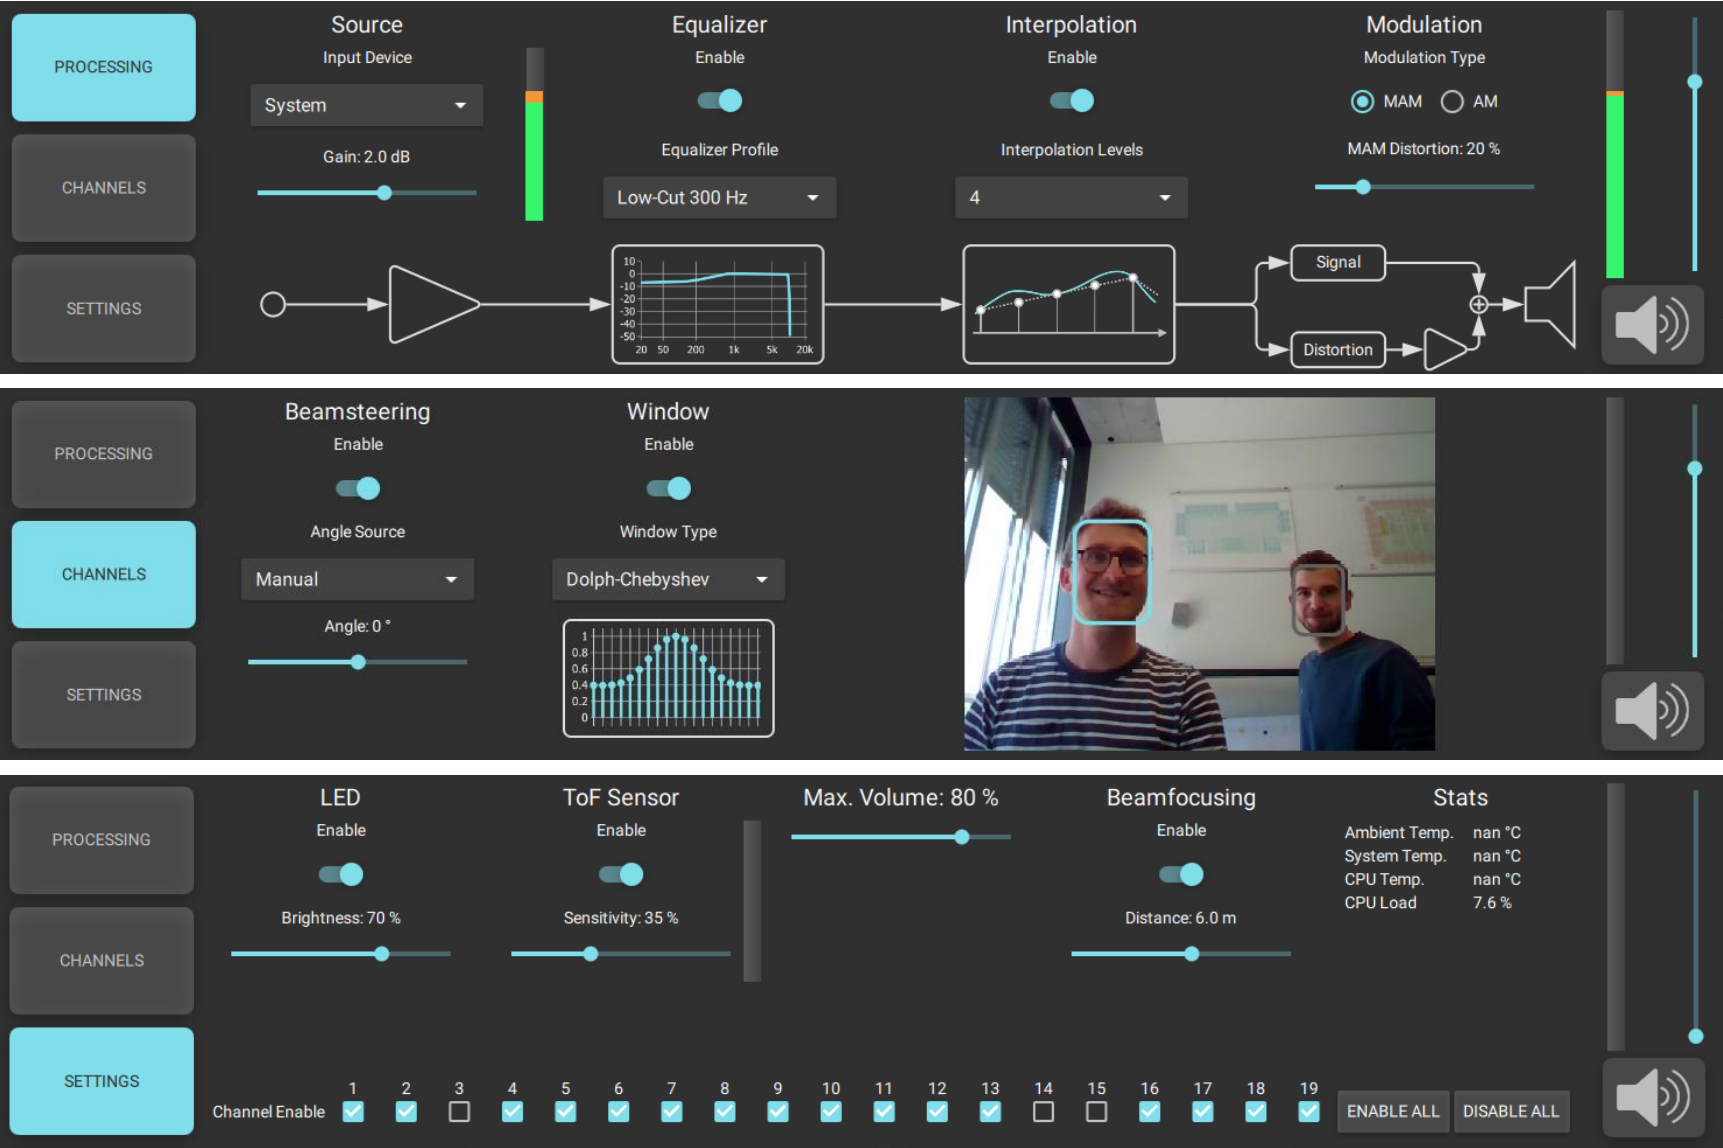 PROCESSING
CHANNELS
SETTINGS
Source
Input Device
System
Gain: 2.0 dB
Equalizer
Enable
Equalizer Profile
Low-Cut 300 Hz
Interpolation
Enable
Interpolation Levels
4
Modulation
Modulation Type
MAM AM
MAM Distortion: 20 %
10
0
-10
-20
-30
-40
-50
20 50 200 1k 5k 20k
Signal
Distortion
PROCESSING
CHANNELS
SETTINGS
Beamsteering
Enable
Angle Source
Manual
Angle: 0 °
Window
Enable
Window Type
Dolph-Chebyshev
1
0.8
0.6
0.4
0.2
0
PROCESSING
CHANNELS
SETTINGS
LED
Enable
Brightness: 70 %
ToF Sensor
Enable
Sensitivity: 35 %
Max. Volume: 80 %
Beamfocusing
Enable
Distance: 6.0 m
Stats
Ambient Temp. nan °C
System Temp. nan °C
CPU Temp. nan °C
CPU Load 7.6 %
1 2 3 4 5 6 7 8 9 10 11 12 13 14 15 16 17 18 19
Channel Enable
ENABLE ALL DISABLE ALL